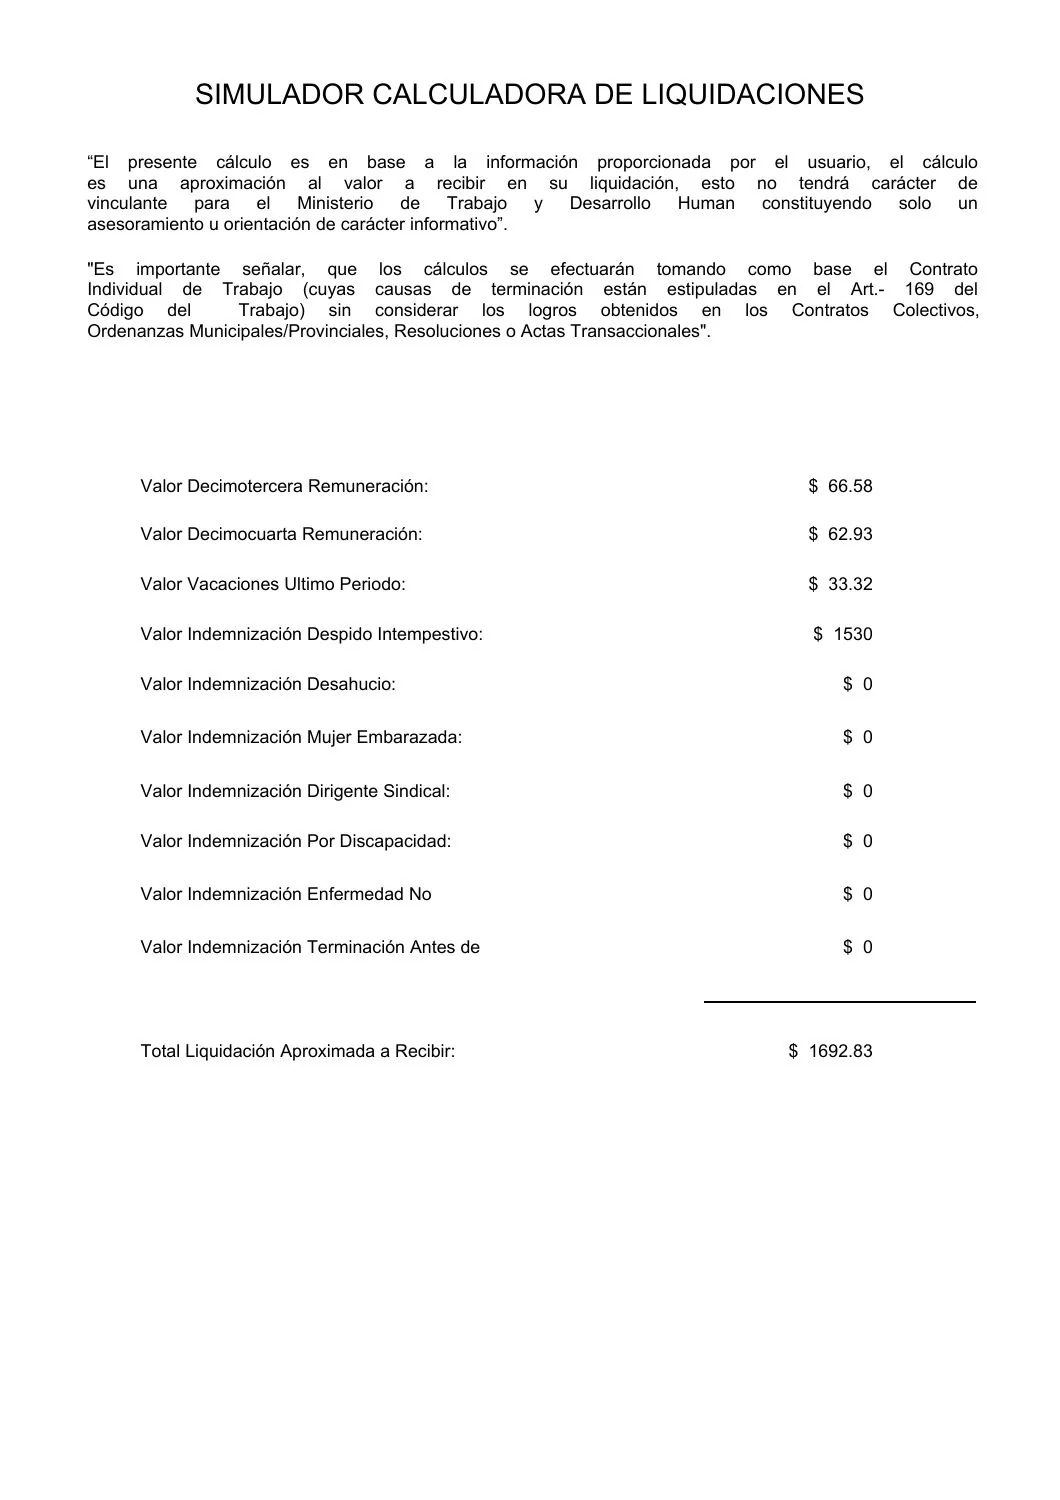 SIMULADOR CALCULADORA DE LIQUIDACIONES
“El presente cálculo es en base a la información proporcionada por el usuario, el cálculo
es una aproximación al valor a recibir en su liquidación, esto no tendrá carácter de
vinculante para el Ministerio de Trabajo y Desarrollo Human constituyendo solo un
asesoramiento u orientación de carácter informativo”.
"Es importante señalar, que los cálculos se efectuarán tomando como base el Contrato
Individual de Trabajo (cuyas causas de terminación están estipuladas en el Art.- 169 del
Código del Trabajo) sin considerar los logros obtenidos en los Contratos Colectivos,
Ordenanzas Municipales/Provinciales, Resoluciones o Actas Transaccionales".
Valor Decimotercera Remuneración: $ 66.58
Valor Decimocuarta Remuneración: $ 62.93
Valor Vacaciones Ultimo Periodo: $ 33.32
Valor Indemnización Despido Intempestivo: $ 1530
Valor Indemnización Desahucio: $ 0
Valor Indemnización Mujer Embarazada: $ 0
Valor Indemnización Dirigente Sindical: $ 0
Valor Indemnización Por Discapacidad: $ 0
Valor Indemnización Enfermedad No $ 0
Valor Indemnización Terminación Antes de $ 0
Total Liquidación Aproximada a Recibir: $ 1692.83